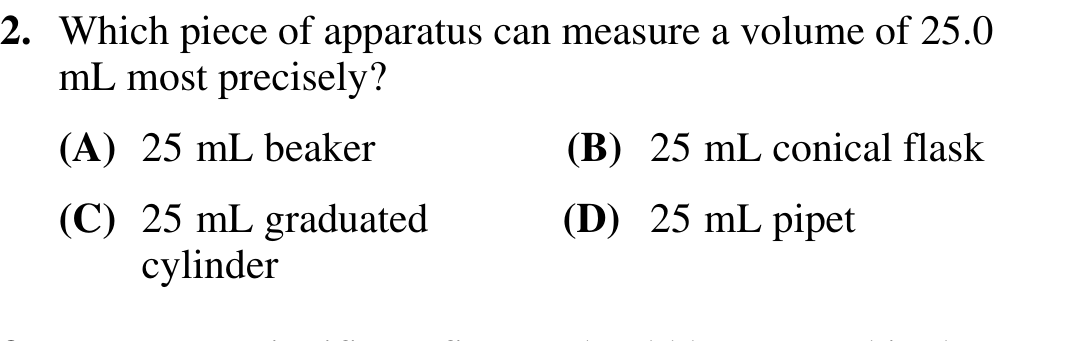 2. Which piece of apparatus can measure a volume of 25.0
mL most precisely?
(A) 25 mL beaker (B) 25 mL conical flask
(C) 25 mL graduated (D) 25 mL pipet
cylinder